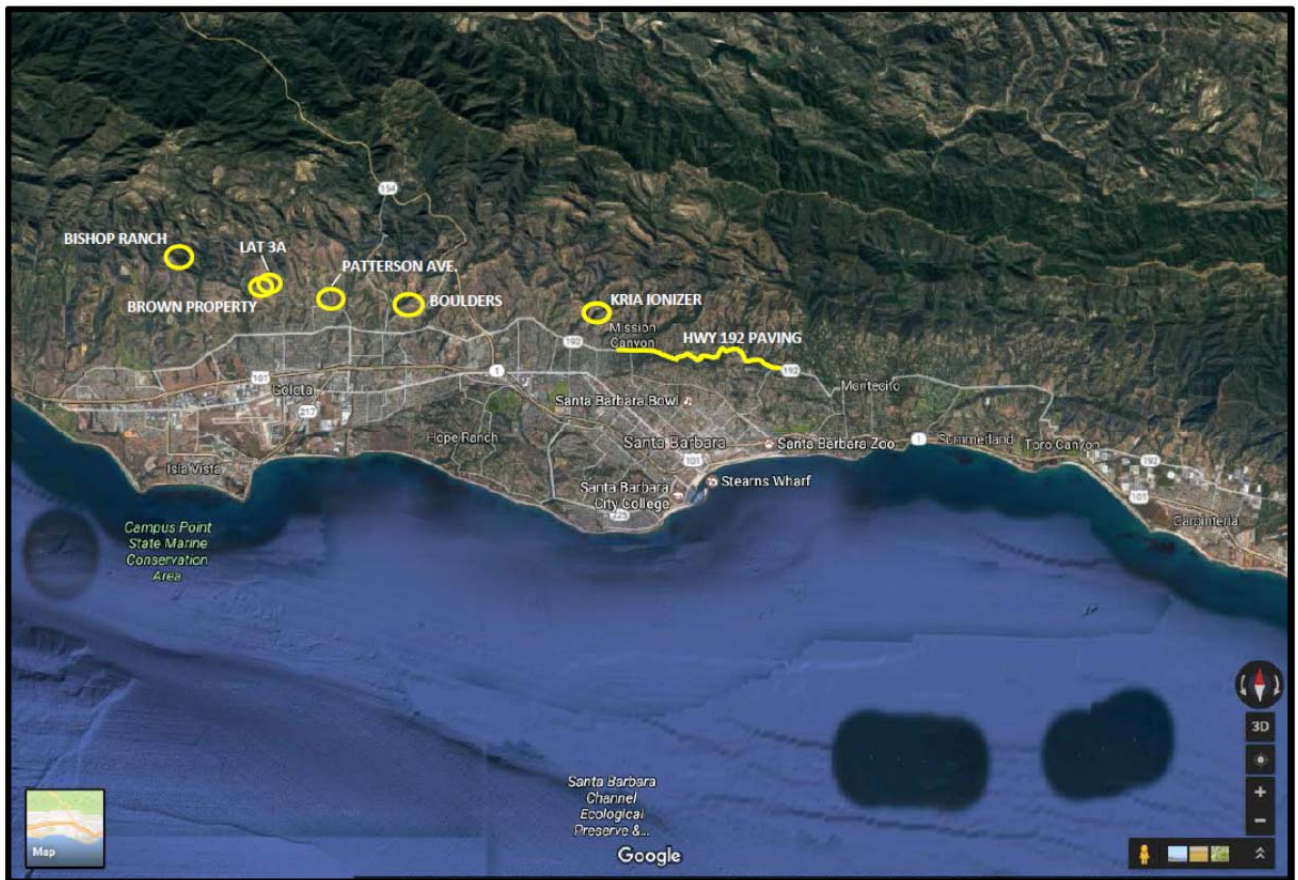 154
BISHOP RANCH
LAT 3A
PATTERSON AVE.
BROWN PROPERTY
BOULDERS
KRIA IONIZER
Mission
Canyon
HWY 192 PAVING
192
192
101
1
Goleta
217
Montecito
Santa Barbara Bowl
Hope Ranch
Santa Barbara
Santa Barbara Zoo
1
Summerland
Toro Canyon
101
192
Isla Vista
Santa Barbara
City College
Stearns Wharf
101
225
Carpinteria
Campus Point
State Marine
Conservation
Area
3D
+
−
Santa Barbara
Channel
Ecological
Preserve &...
Map
Google